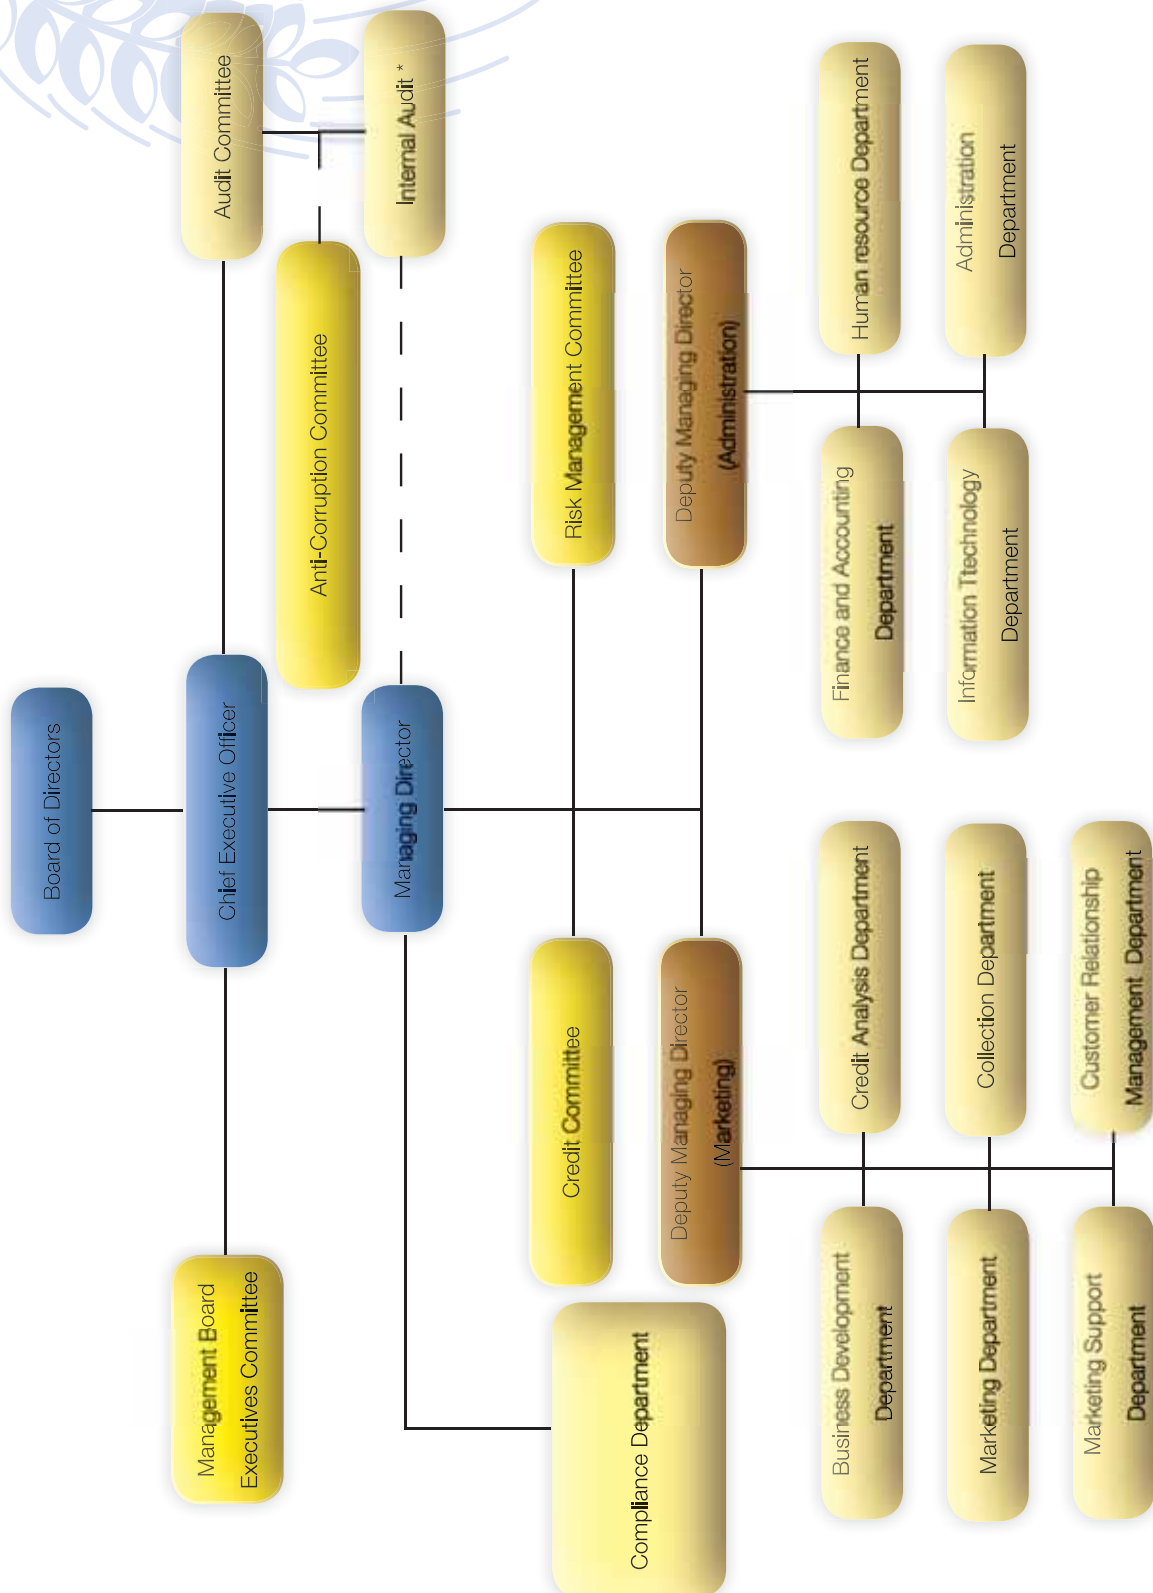 Board of Directors
Management Board
Executives Committee
Chief Executive Officer
Audit Committee
Anti-Corruption Committee
Managing Director
Internal Audit *
Compliance Department
Credit Committee
Risk Management Committee
Deputy Managing Director
(Marketing)
Deputy Managing Director
(Administration)
Business Development
Department
Credit Analysis Department
Finance and Accounting
Department
Human resource Department
Marketing Department
Collection Department
Information Ttechnology
Department
Administration
Department
Marketing Support
Department
Customer Relationship
Management Department